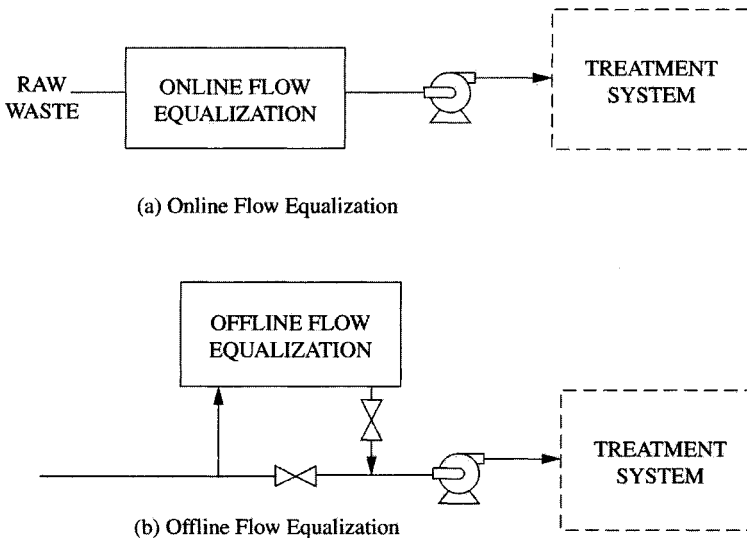 RAW
WASTE
ONLINE FLOW
EQUALIZATION
TREATMENT
SYSTEM
(a) Online Flow Equalization
OFFLINE FLOW
EQUALIZATION
TREATMENT
SYSTEM
(b) Offline Flow Equalization